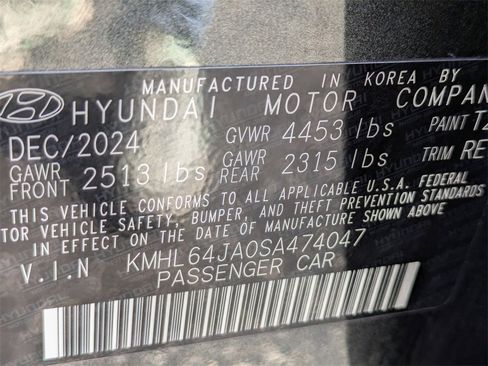 MANUFACTURED IN KOREA BY
HYUNDAI MOTOR COMPAN
DEC/2024 GVWR 4453 lbs PAINT
GAWR FRONT 2513 lbs GAWR REAR 2315 lbs TRIM RE
THIS VEHICLE CONFORMS TO ALL APPLICABLE U.S.A. FEDERAL
MOTOR VEHICLE SAFETY, BUMPER, AND THEFT PREVENTION STANDARDS
IN EFFECT ON THE DATE OF MANUFACTURE SHOWN ABOVE
V.I.N KMHL64JA0SA474047
PASSENGER CAR